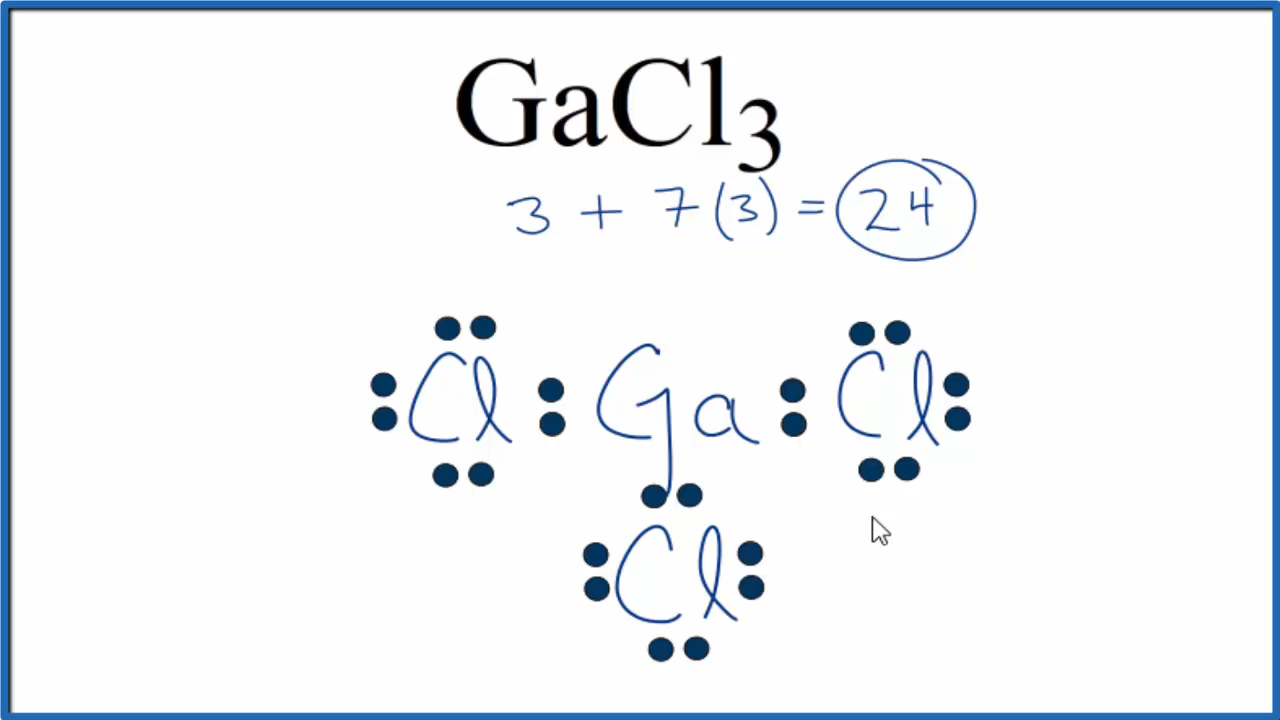 GaCl₃
3 + 7(3) = 24
Cl Ga Cl
Cl